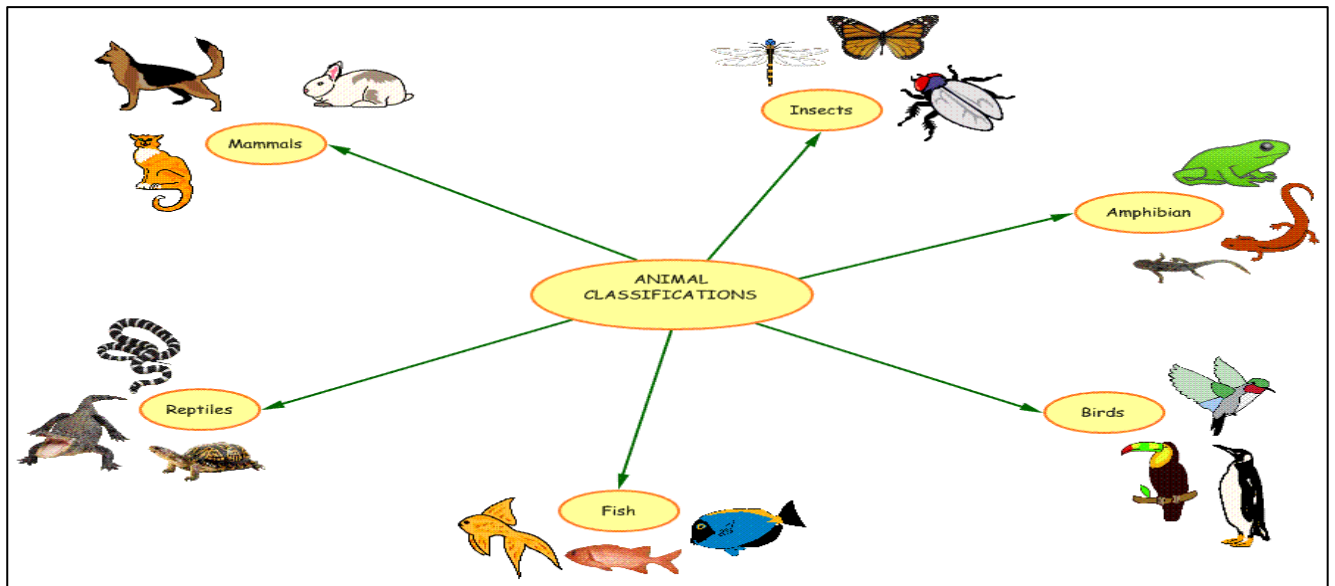 Insects
Mammals
Amphibian
ANIMAL
CLASSIFICATIONS
Reptiles
Birds
Fish